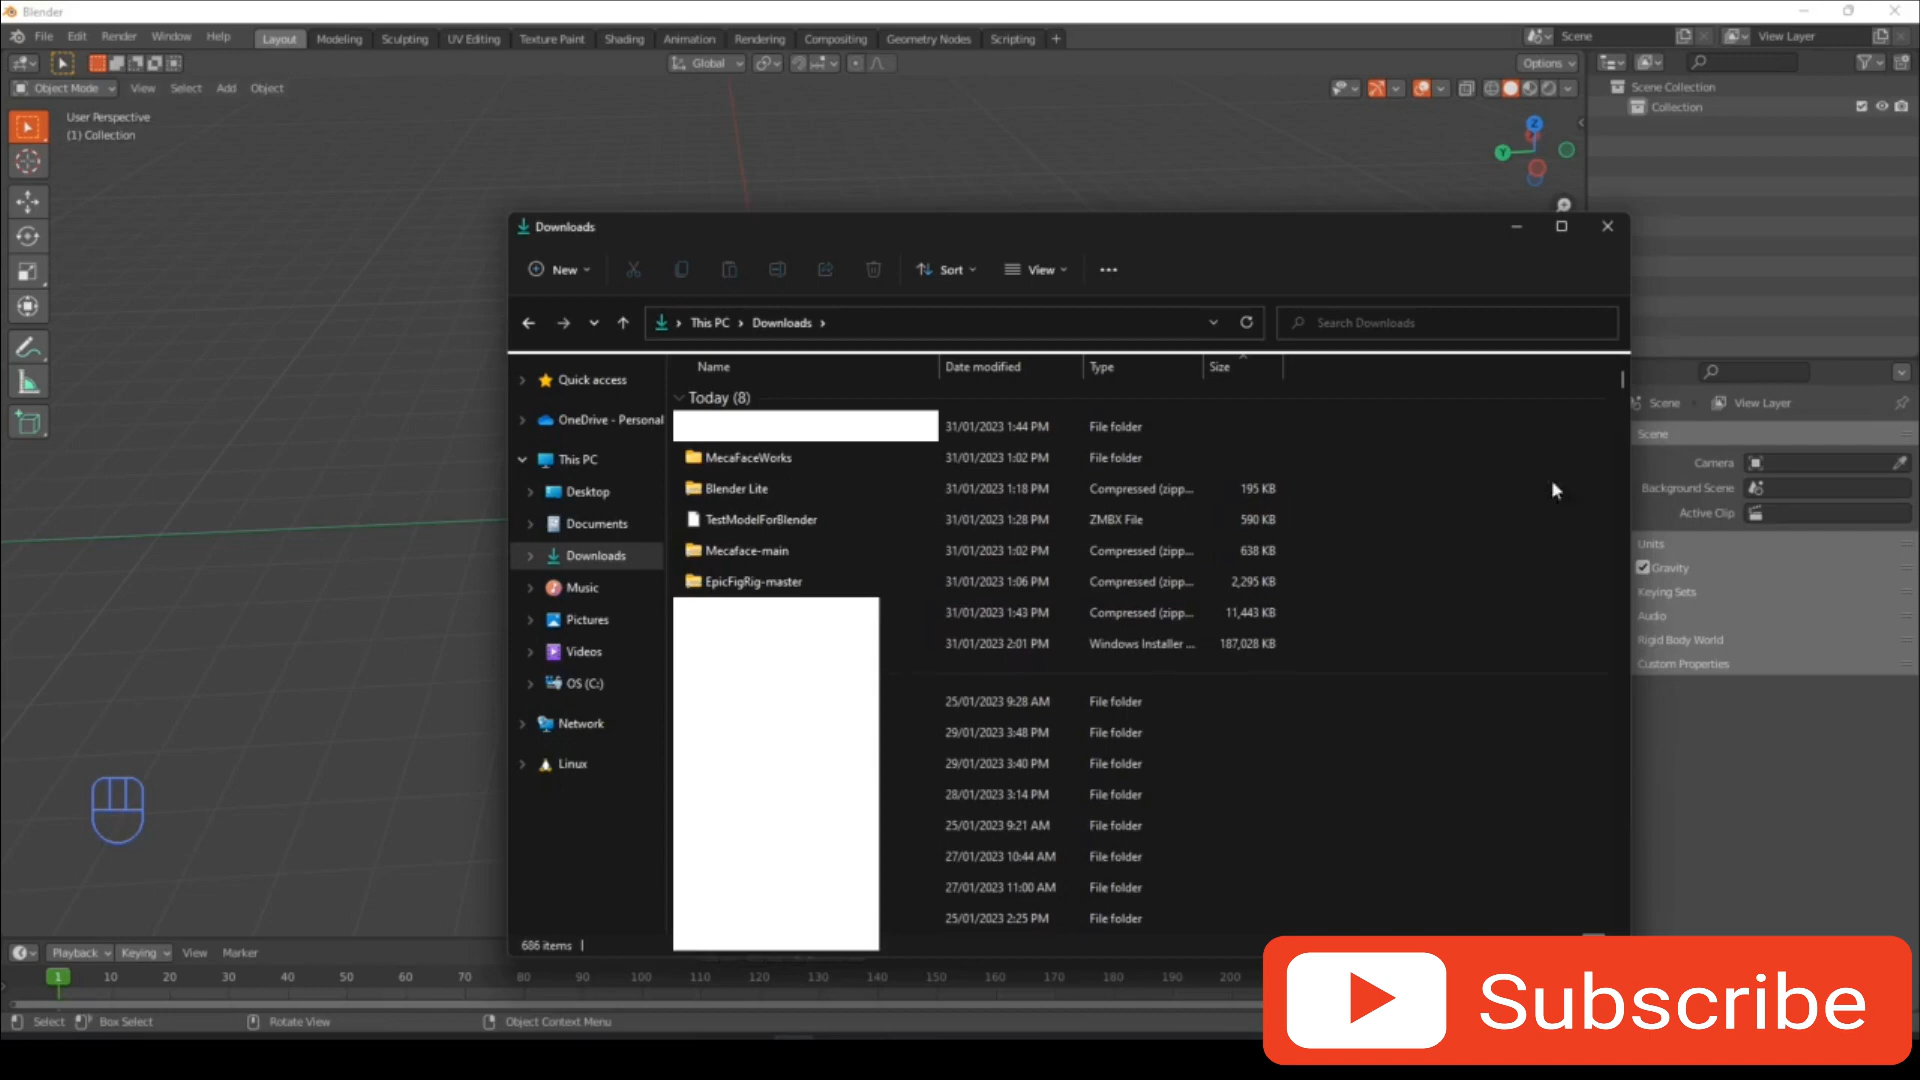 Blender
File Edit Render Window Help Layout Modeling Sculpting UV Editing Texture Paint Shading Animation Rendering Compositing Geometry Nodes Scripting + Scene View Layer
Global Options
Object Mode View Select Add Object
User Perspective
(1) Collection
Z
Y
Scene Collection
Collection
Downloads
New Sort View
This PC Downloads Search Downloads
Name Date modified Type Size
Quick access
OneDrive - Personal
This PC
Desktop
Documents
Downloads
Music
Pictures
Videos
OS (C:)
Network
Linux
Today (8)
31/01/2023 1:44 PM File folder
MecaFaceWorks 31/01/2023 1:02 PM File folder
Blender Lite 31/01/2023 1:18 PM Compressed (zipp... 195 KB
TestModelForBlender 31/01/2023 1:28 PM ZMBX File 590 KB
Mecaface-main 31/01/2023 1:02 PM Compressed (zipp... 638 KB
EpicFigRig-master 31/01/2023 1:06 PM Compressed (zipp... 2,295 KB
31/01/2023 1:43 PM Compressed (zipp... 11,443 KB
31/01/2023 2:01 PM Windows Installer ... 187,028 KB
25/01/2023 9:28 AM File folder
29/01/2023 3:48 PM File folder
29/01/2023 3:40 PM File folder
28/01/2023 3:14 PM File folder
25/01/2023 9:21 AM File folder
27/01/2023 10:44 AM File folder
27/01/2023 11:00 AM File folder
25/01/2023 2:25 PM File folder
686 items
Scene View Layer
Scene
Camera
Background Scene
Active Clip
Units
Gravity
Keying Sets
Audio
Rigid Body World
Custom Properties
Playback Keying View Marker
1 10 20 30 40 50 60 70 80 90 100 110 120 130 140 150 160 170 180 190 200
Select Box Select Rotate View Object Context Menu
Subscribe